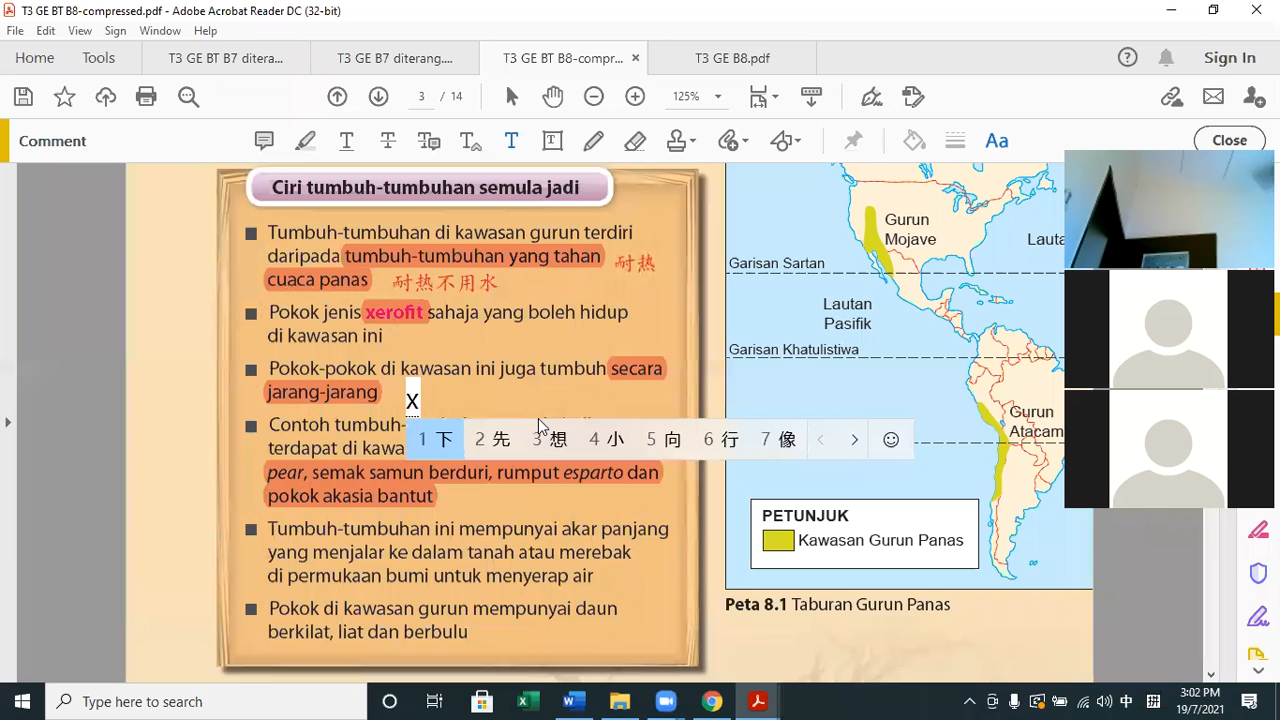 T3 GE BT B8-compressed.pdf - Adobe Acrobat Reader DC (32-bit)
File Edit View Sign Window Help
Home Tools T3 GE BT B7 ditera... T3 GE B7 diterang.... T3 GE BT B8-compr... × T3 GE B8.pdf Sign In
3 / 14 125%
Comment Close
Ciri tumbuh-tumbuhan semula jadi
Tumbuh-tumbuhan di kawasan gurun terdiri
daripada tumbuh-tumbuhan yang tahan 耐热
cuaca panas 耐热不用水
Pokok jenis xerofit sahaja yang boleh hidup
di kawasan ini
Pokok-pokok di kawasan ini juga tumbuh secara
jarang-jarang
X
Contoh tumbuh-
1 下 2 先 3 想 4 小 5 向 6 行 7 像
terdapat di kawa
pear, semak samun berduri, rumput esparto dan
pokok akasia bantut
Tumbuh-tumbuhan ini mempunyai akar panjang
yang menjalar ke dalam tanah atau merebak
di permukaan bumi untuk menyerap air
Pokok di kawasan gurun mempunyai daun
berkilat, liat dan berbulu
Gurun
Mojave
Lauta
Garisan Sartan
Lautan
Pasifik
Garisan Khatulistiwa
Gurun
Atacam
PETUNJUK
Kawasan Gurun Panas
Peta 8.1 Taburan Gurun Panas
Type here to search
中 拼
3:02 PM
19/7/2021